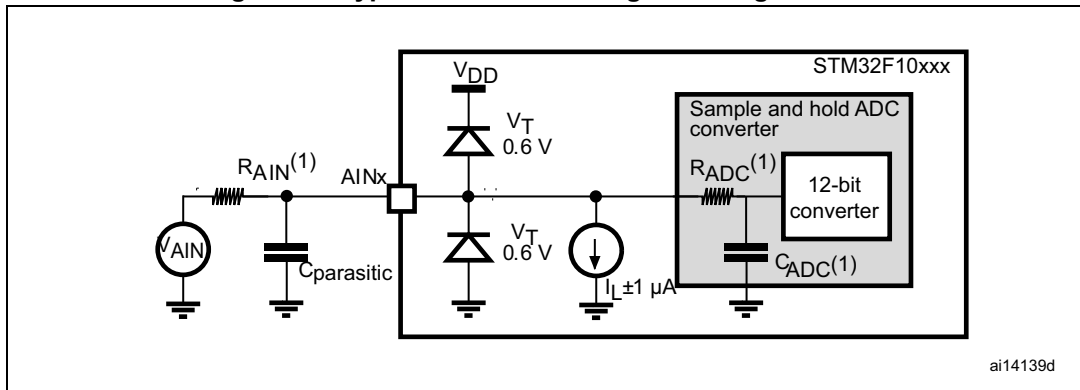 STM32F10xxx
VDD
Sample and hold ADC
converter
VT
0.6 V
RAIN(1)
AINx
RADC(1)
12-bit
converter
VAIN
Cparasitic
VT
0.6 V
IL±1 µA
CADC(1)
ai14139d